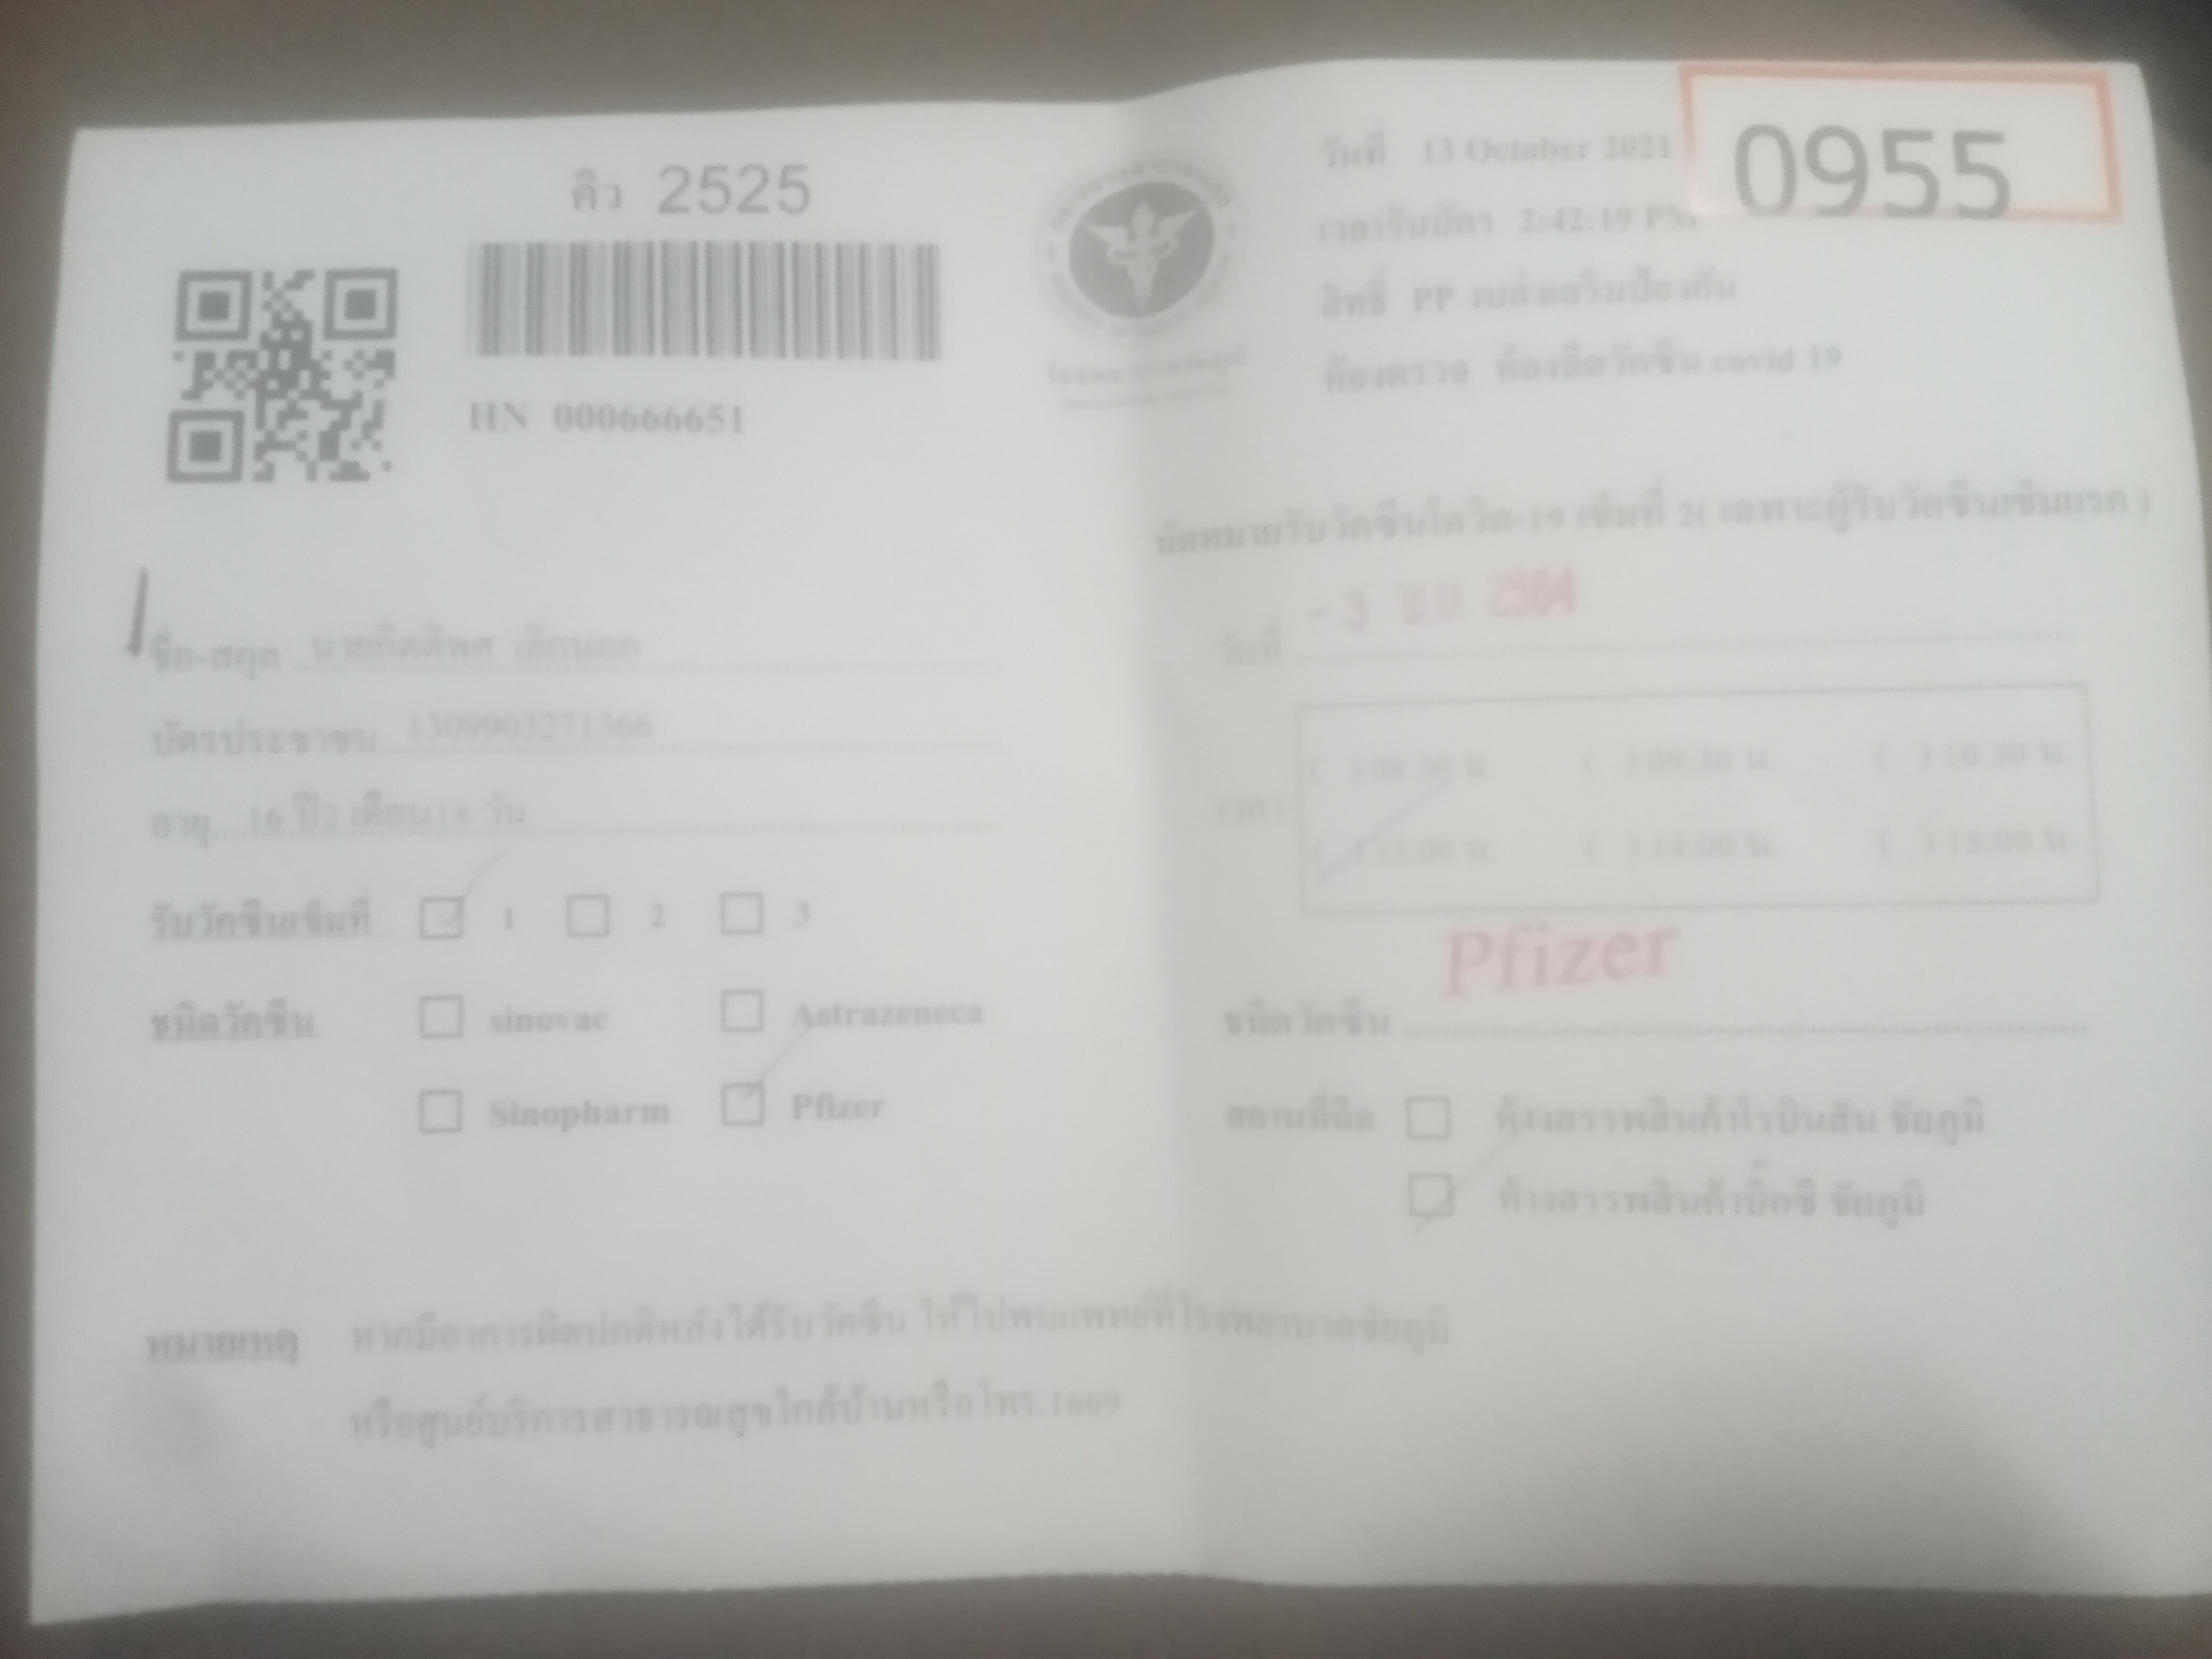 คิว 2525
0955
วันที่ 13 October 2021
เวลารับบัตร 2:42:19 PM
สิทธิ์ PP งบส่งเสริมป้องกัน
ห้องตรวจ ห้องฉีดวัคซีน covid 19
HN 000666651
นัดหมายรับวัคซีนโควิด-19 เข็มที่ 2( เฉพาะผู้รับวัคซีนเข็มแรก )
วันที่ - 3 พ.ย. 2564
ชื่อ-สกุล นายกิตติพศ เลิกนอก
บัตรประชาชน 1309903271366
อายุ 16 ปี2 เดือน18 วัน
เวลา ( ) 08.30 น. ( ) 09.30 น. ( ) 10.30 น.
( ) 13.00 น. ( ) 14.00 น. ( ) 15.00 น.
รับวัคซีนเข็มที่ 1 2 3
ชนิดวัคซีน sinovac Astrazeneca
Sinopharm Pfizer
Pfizer
ชนิดวัคซีน
สถานที่ฉีด ห้างสรรพสินค้าโรบินสัน ชัยภูมิ
ห้างสรรพสินค้าบิ๊กซี ชัยภูมิ
หมายเหตุ หากมีอาการผิดปกติหลังได้รับวัคซีน ให้ไปพบแพทย์ที่โรงพยาบาลชัยภูมิ
หรือศูนย์บริการสาธารณสุขใกล้บ้านหรือโทร.1669